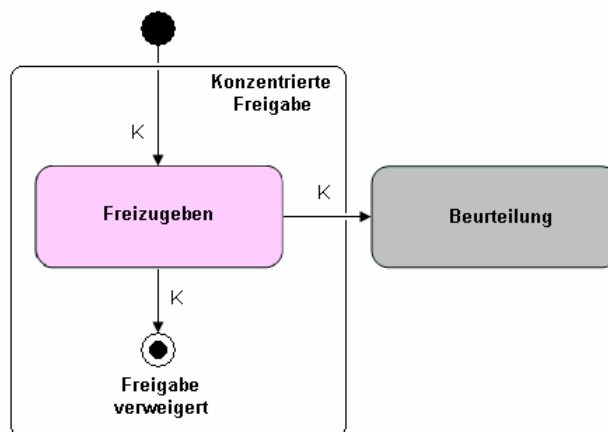 Konzentrierte
Freigabe
K
Freizugeben
K
Beurteilung
K
Freigabe
verweigert